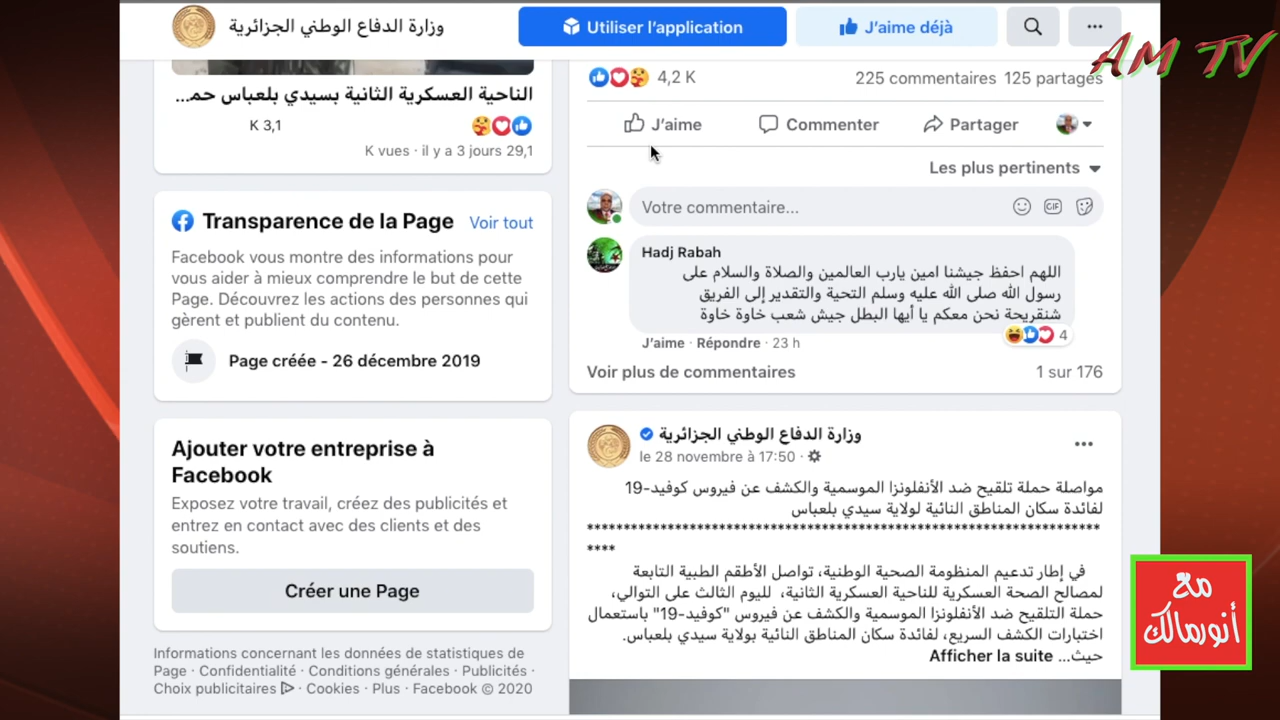 وزارة الدفاع الوطني الجزائرية
Utiliser l’application
J’aime déjà
AM TV
الناحية العسكرية الثانية بسيدي بلعباس حمـ...
K 3,1
K vues · il y a 3 jours 29,1
Transparence de la Page
Voir tout
Facebook vous montre des informations pour
vous aider à mieux comprendre le but de cette
Page. Découvrez les actions des personnes qui
gèrent et publient du contenu.
Page créée - 26 décembre 2019
Ajouter votre entreprise à
Facebook
Exposez votre travail, créez des publicités et
entrez en contact avec des clients et des
soutiens.
Créer une Page
Informations concernant les données de statistiques de
Page · Confidentialité · Conditions générales · Publicités ·
Choix publicitaires · Cookies · Plus · Facebook © 2020
4,2 K
225 commentaires 125 partages
J’aime
Commenter
Partager
Les plus pertinents
Votre commentaire...
GIF
Hadj Rabah
اللهم احفظ جيشنا امين يارب العالمين والصلاة والسلام على
رسول الله صلى الله عليه وسلم التحية والتقدير إلى الفريق
شنقريحة نحن معكم يا أيها البطل جيش شعب خاوة خاوة
4
J’aime · Répondre · 23 h
Voir plus de commentaires
1 sur 176
وزارة الدفاع الوطني الجزائرية
le 28 novembre à 17:50 ·
مواصلة حملة تلقيح ضد الأنفلونزا الموسمية والكشف عن فيروس كوفيد-19
لفائدة سكان المناطق النائية لولاية سيدي بلعباس
**********************************************************************
****
في إطار تدعيم المنظومة الصحية الوطنية، تواصل الأطقم الطبية التابعة
لمصالح الصحة العسكرية للناحية العسكرية الثانية، لليوم الثالث على التوالي،
حملة التلقيح ضد الأنفلونزا الموسمية والكشف عن فيروس "كوفيد-19" باستعمال
اختبارات الكشف السريع، لفائدة سكان المناطق النائية بولاية سيدي بلعباس.
حيث... Afficher la suite
مع
أنورمالك